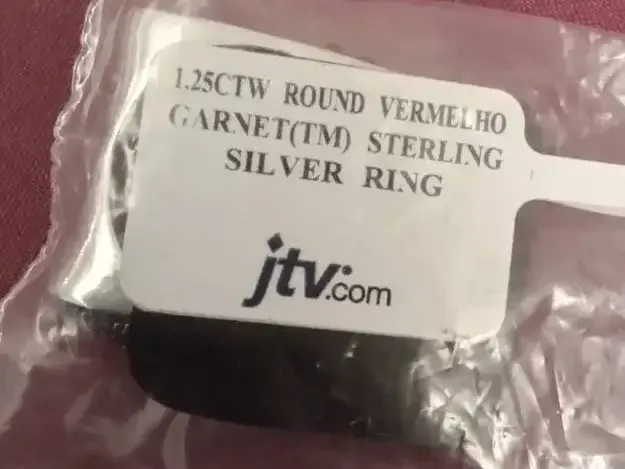 1.25CTW ROUND VERMELHO
GARNET(TM) STERLING
SILVER RING
jtv.com